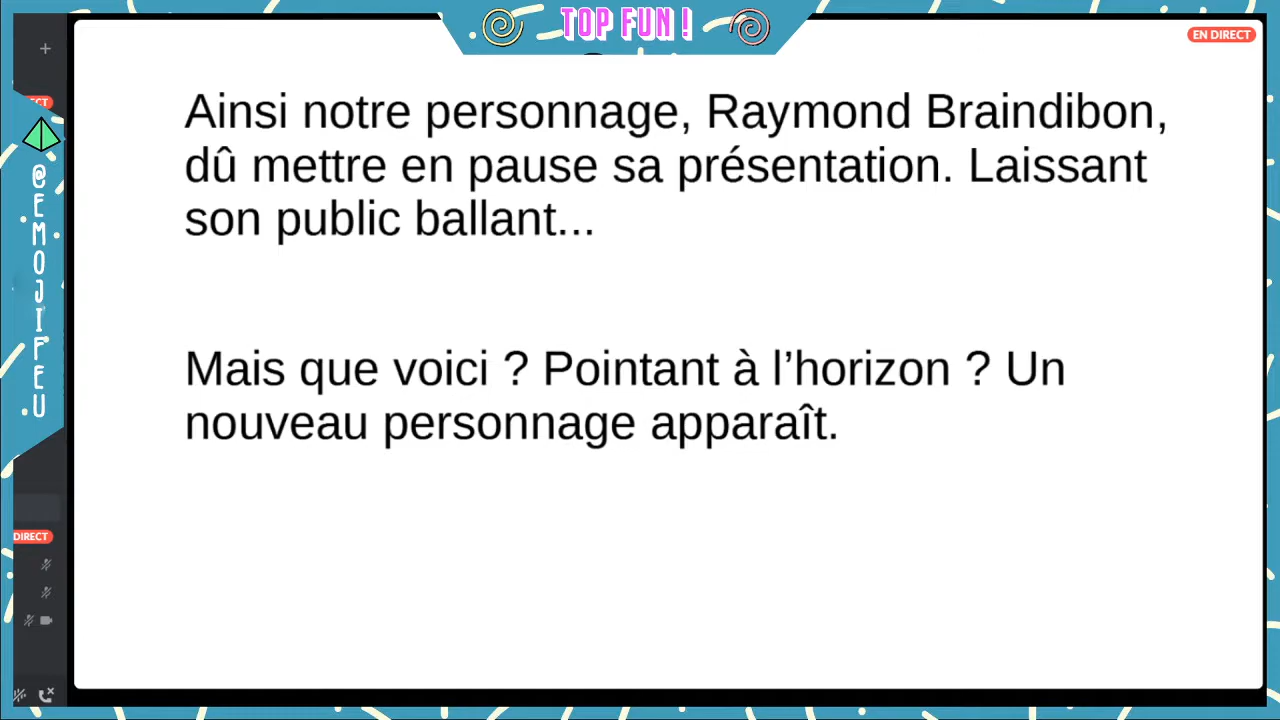 TOP FUN !
EN DIRECT
ECT
@EMOJIFEU
Ainsi notre personnage, Raymond Braindibon,
dû mettre en pause sa présentation. Laissant
son public ballant...
Mais que voici ? Pointant à l’horizon ? Un
nouveau personnage apparaît.
DIRECT